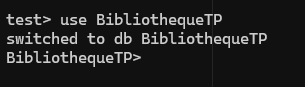 test> use BibliothequeTP
switched to db BibliothequeTP
BibliothequeTP>